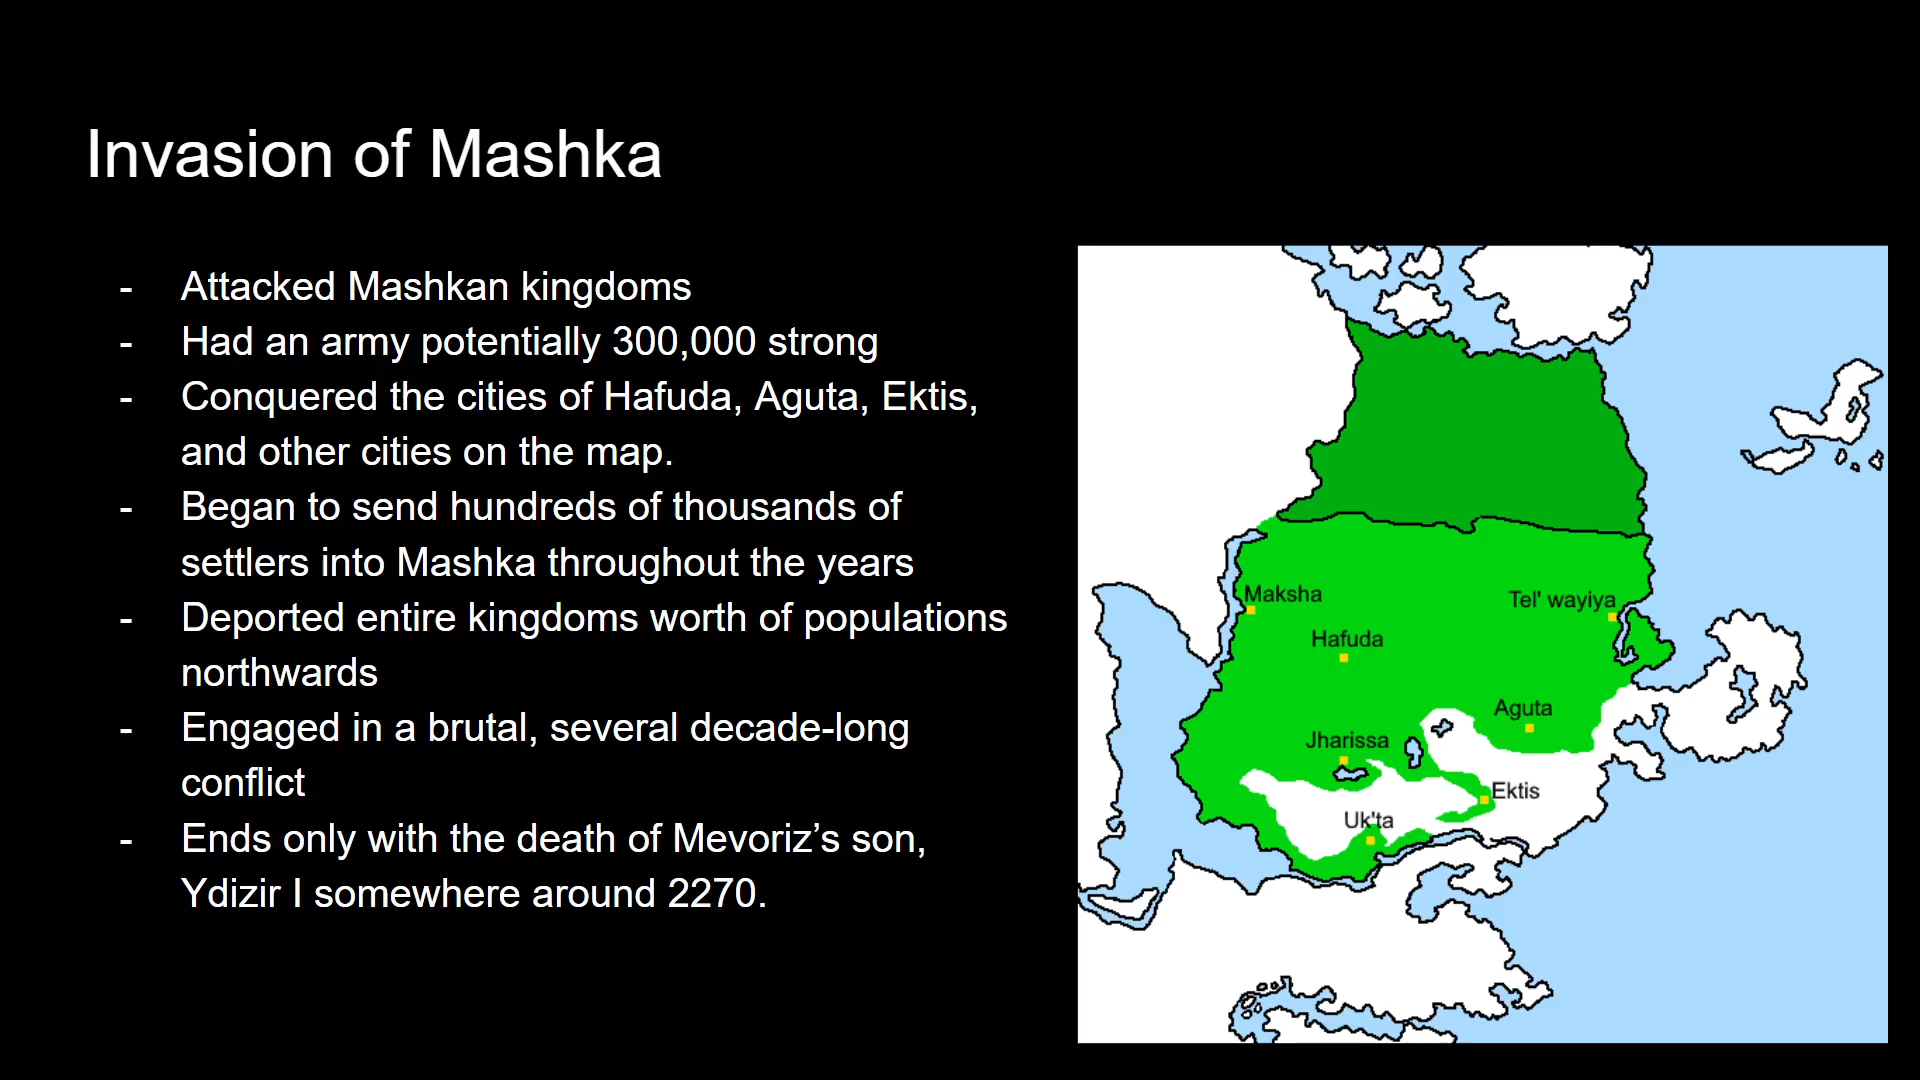 Invasion of Mashka
- Attacked Mashkan kingdoms
- Had an army potentially 300,000 strong
- Conquered the cities of Hafuda, Aguta, Ektis,
and other cities on the map.
- Began to send hundreds of thousands of
settlers into Mashka throughout the years
- Deported entire kingdoms worth of populations
northwards
- Engaged in a brutal, several decade-long
conflict
- Ends only with the death of Mevoriz’s son,
Ydizir I somewhere around 2270.
Maksha
Tel' wayiya
Hafuda
Aguta
Jharissa
Ektis
Uk'ta